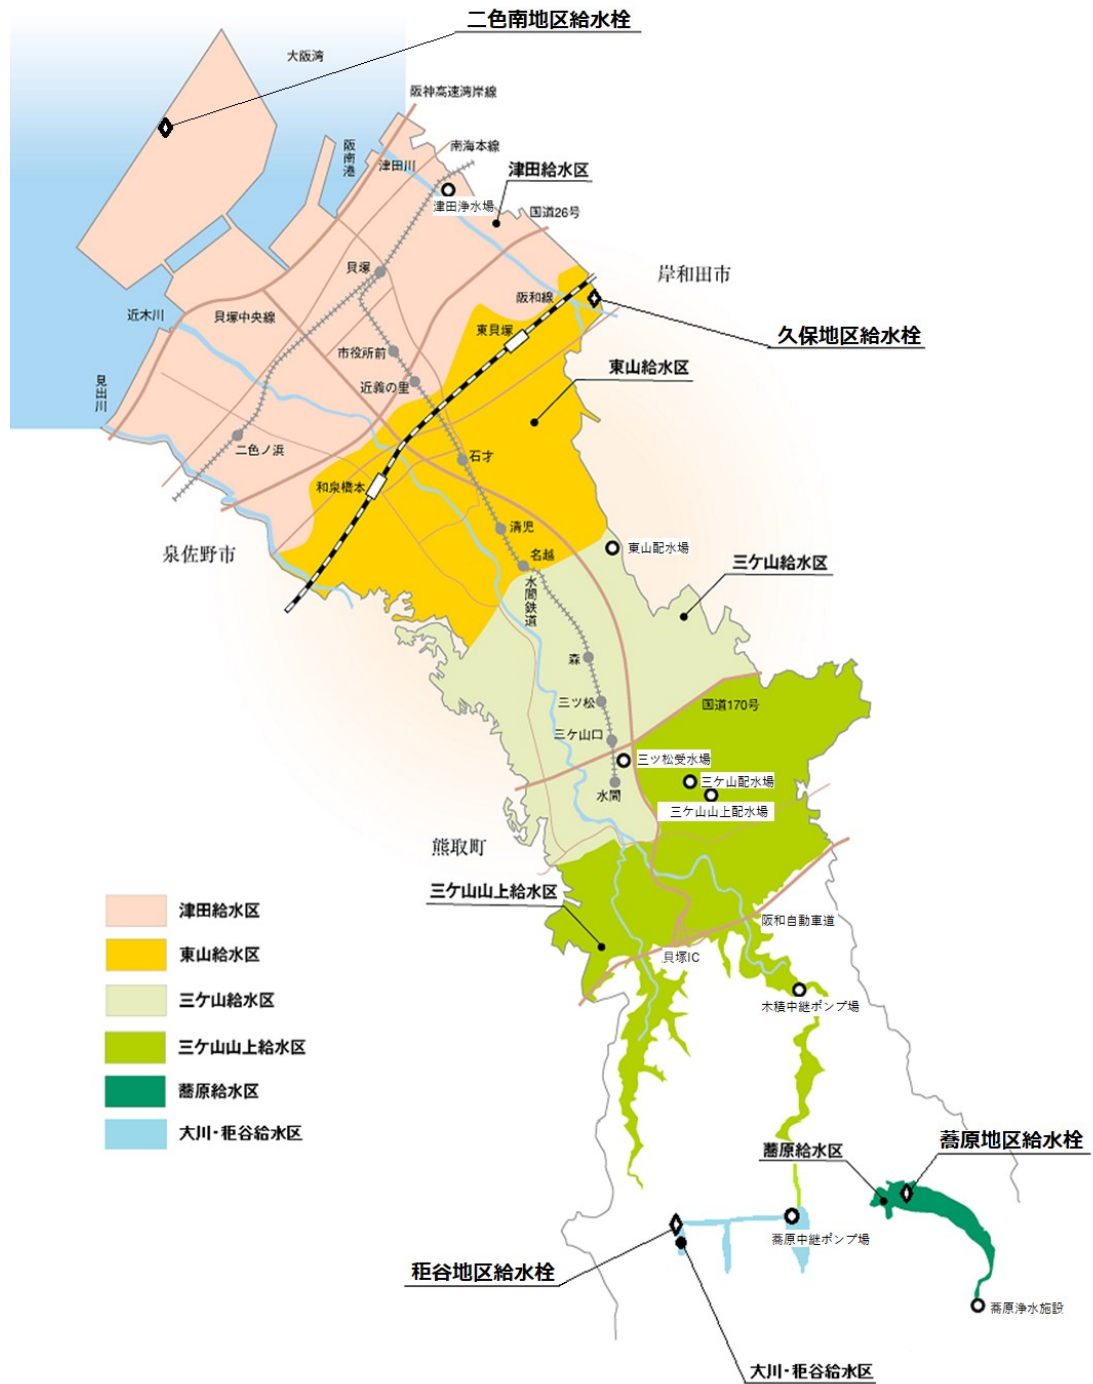 二色南地区給水栓
大阪湾
阪神高速湾岸線
南海本線
阪南港
津田川
津田給水区
津田浄水場
国道26号
岸和田市
貝塚
阪和線
近木川
貝塚中央線
東貝塚
久保地区給水栓
市役所前
東山給水区
近義の里
見出川
二色ノ浜
石才
和泉橋本
清児
泉佐野市
名越
東山配水場
三ケ山給水区
水間鉄道
森
三ツ松
国道170号
三ケ山口
三ツ松受水場
三ケ山配水場
水間
三ケ山山上配水場
熊取町
三ケ山山上給水区
津田給水区
阪和自動車道
東山給水区
貝塚IC
三ケ山給水区
木積中継ポンプ場
三ケ山山上給水区
蕎原給水区
大川・秬谷給水区
蕎原地区給水栓
蕎原給水区
蕎原中継ポンプ場
秬谷地区給水栓
蕎原浄水施設
大川・秬谷給水区